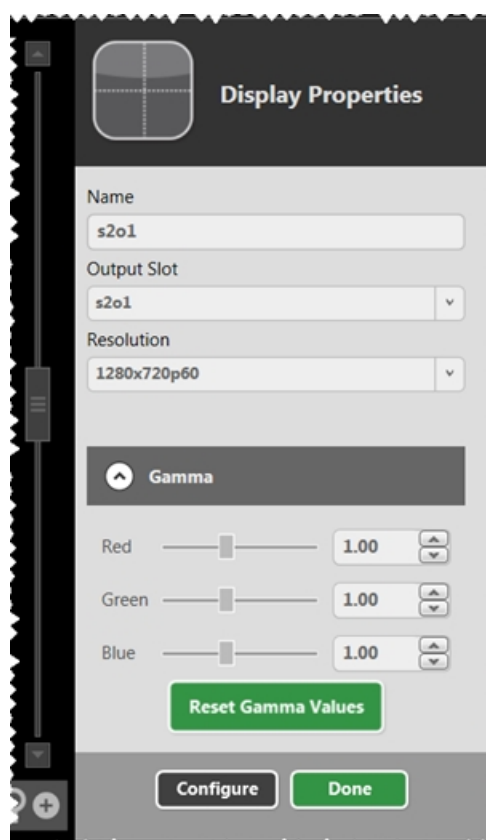 Display Properties
Name
s2o1
Output Slot
s2o1
Resolution
1280x720p60
Gamma
Red 1.00
Green 1.00
Blue 1.00
Reset Gamma Values
Configure Done